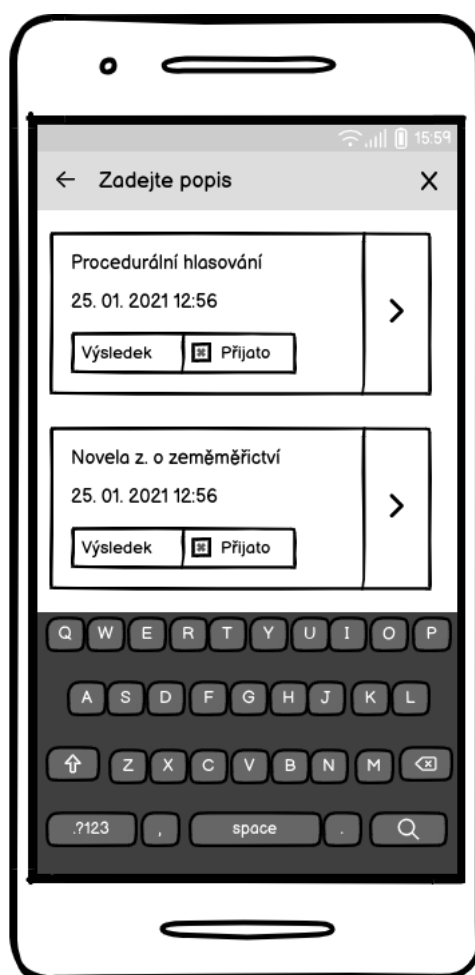 15:59
Zadejte popis
Procedurální hlasování
25. 01. 2021 12:56
Výsledek Přijato
Novela z. o zeměměřictví
25. 01. 2021 12:56
Výsledek Přijato
Q W E R T Y U I O P
A S D F G H J K L
Z X C V B N M
.?123 , space .